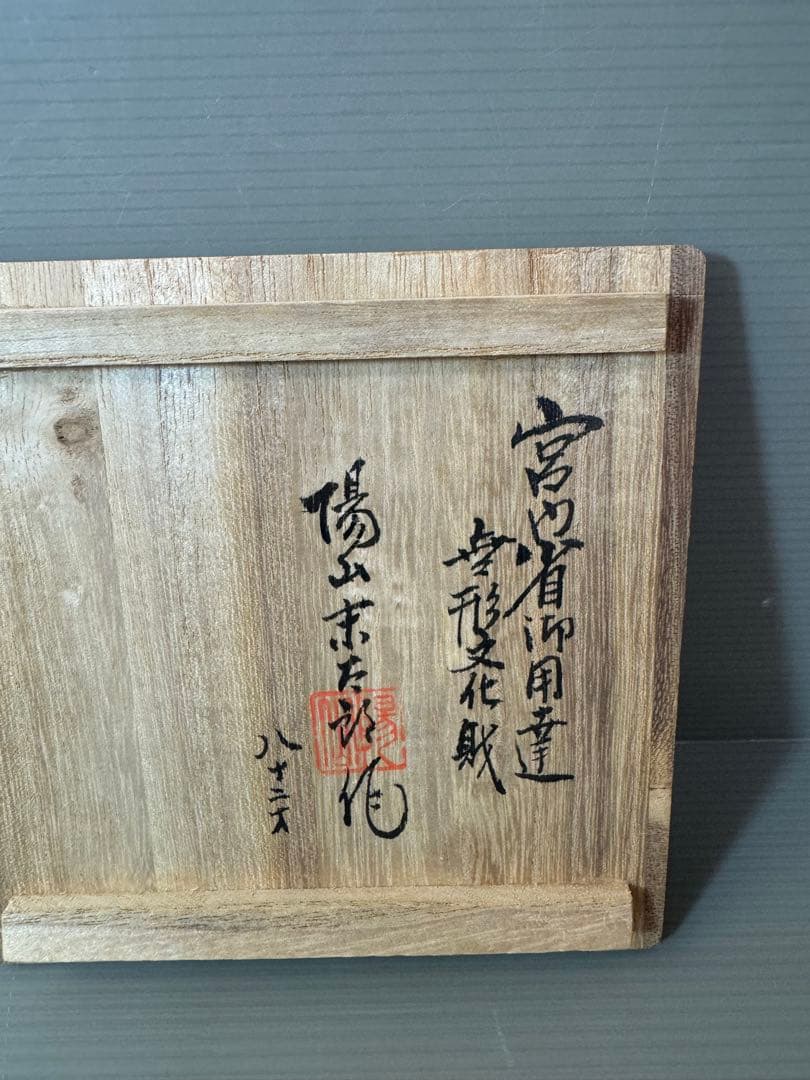 宮内省御用達
無形文化財
陽山末太郎作
八十二才